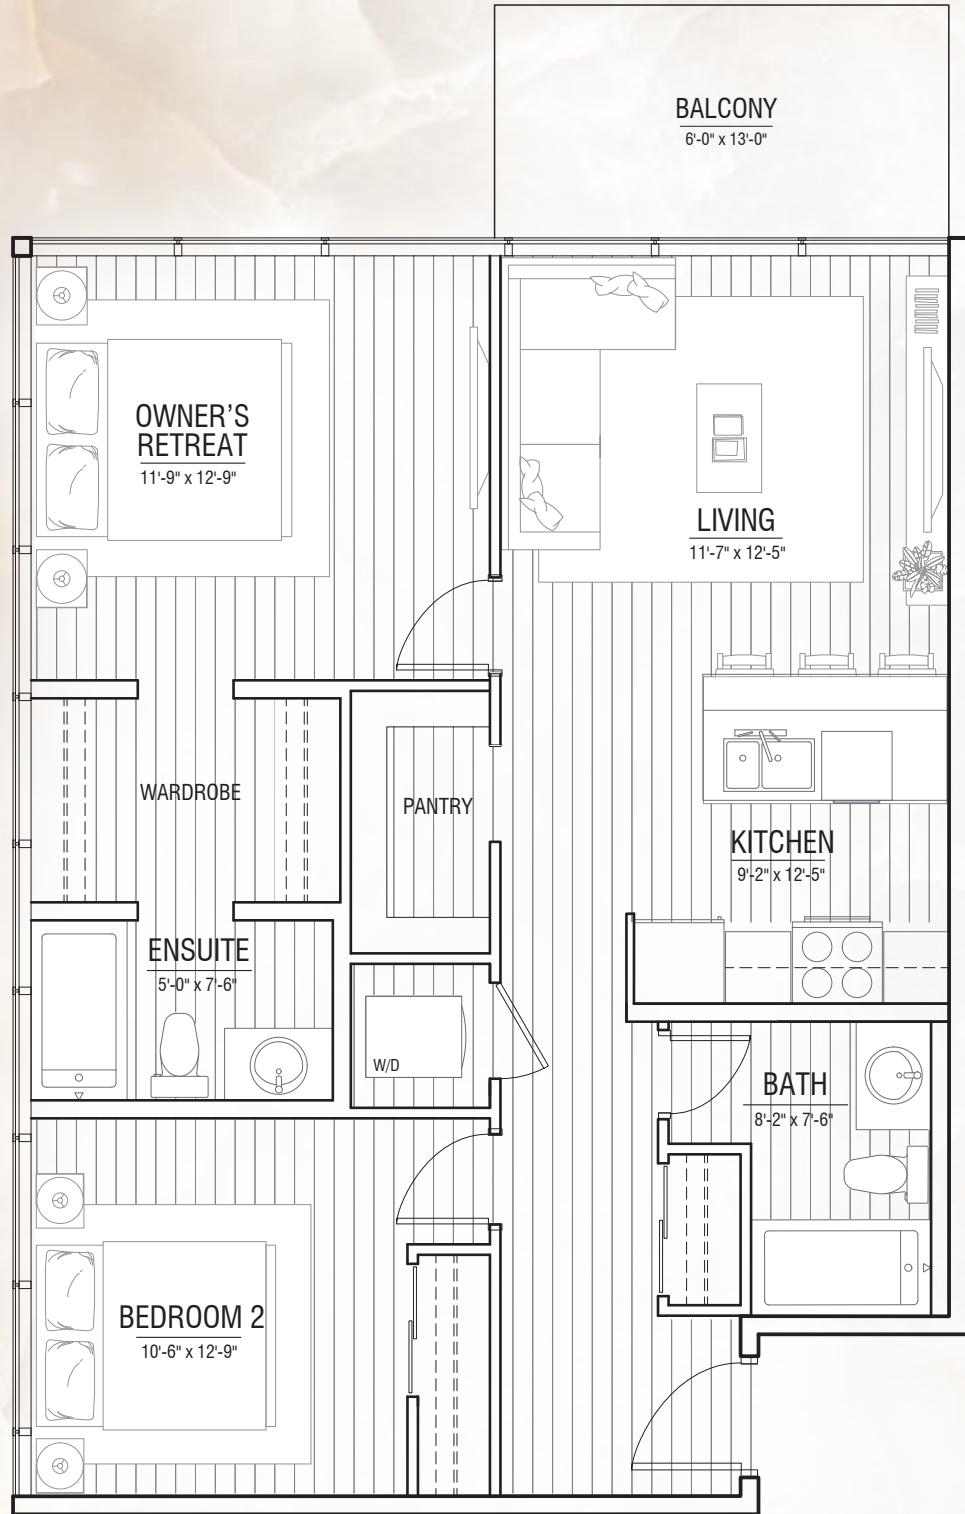 BALCONY
6'-0" x 13'-0"
OWNER'S
RETREAT
11'-9" x 12'-9"
LIVING
11'-7" x 12'-5"
WARDROBE
PANTRY
KITCHEN
9'-2" x 12'-5"
ENSUITE
5'-0" x 7'-6"
W/D
BATH
8'-2" x 7'-6"
BEDROOM 2
10'-6" x 12'-9"